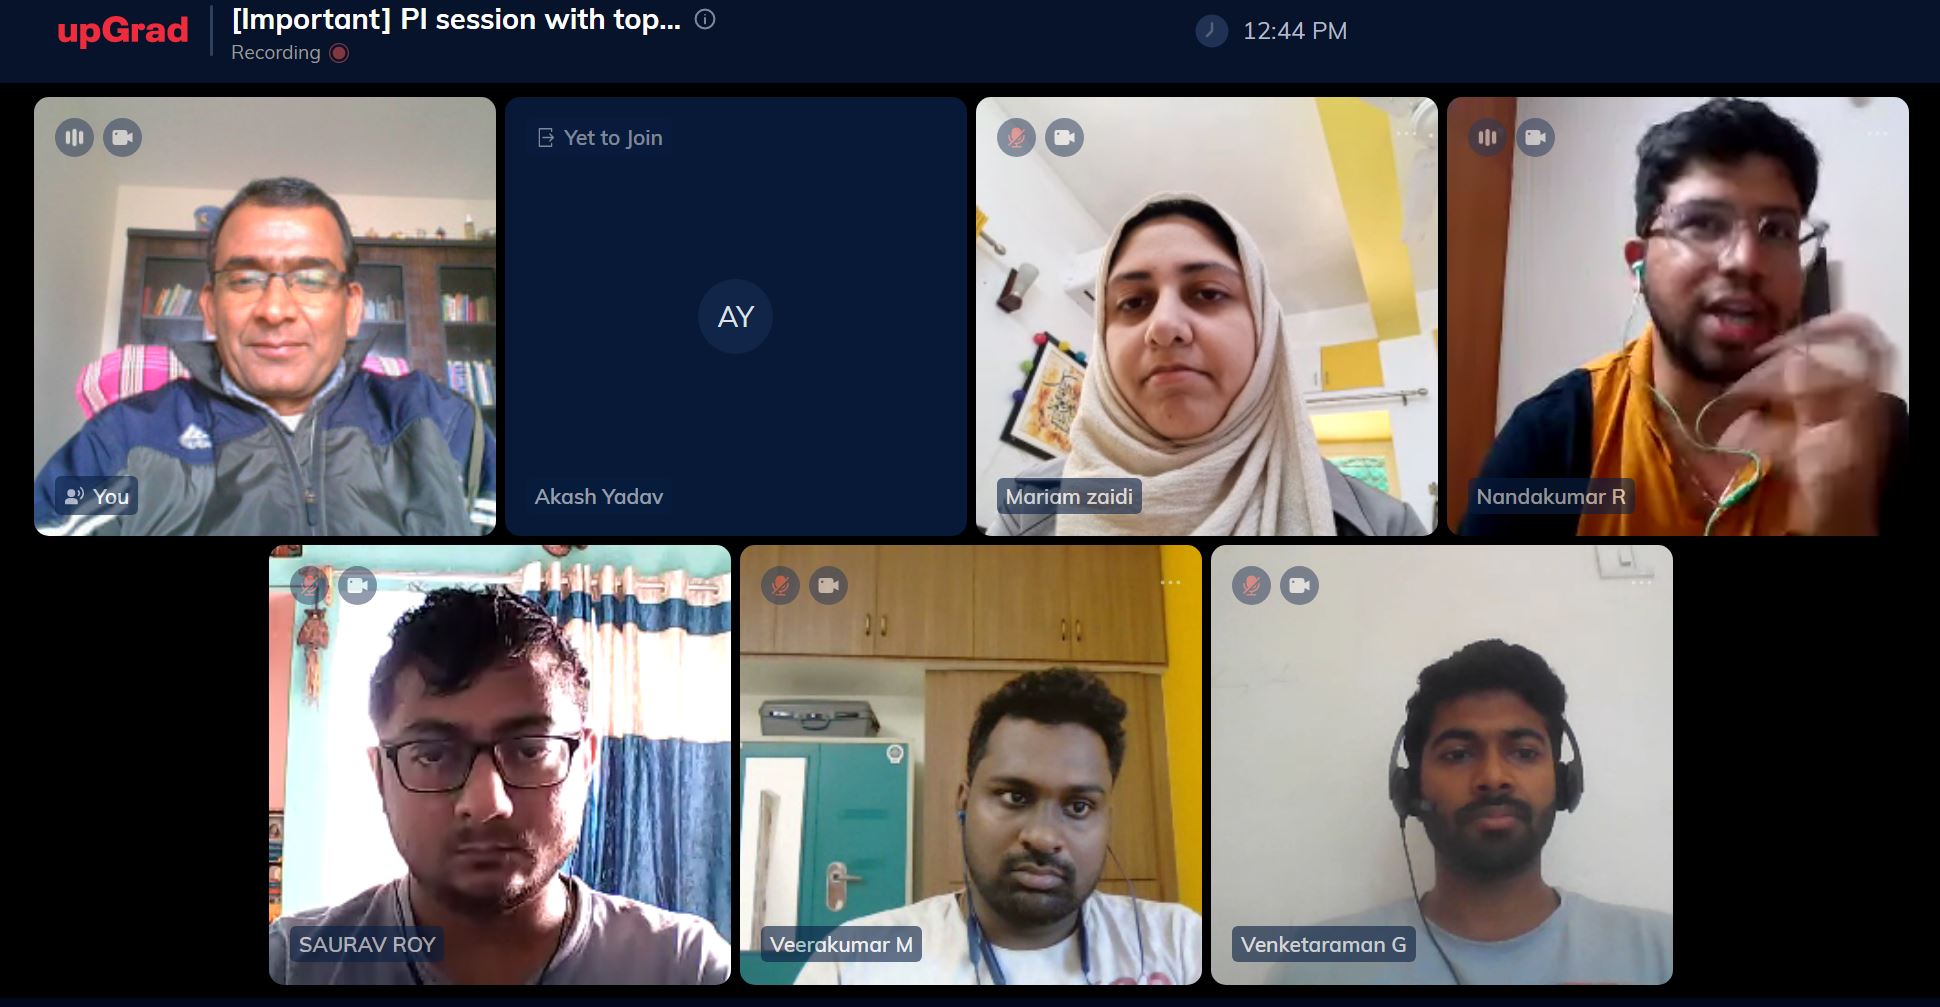 upGrad
[Important] PI session with top...
Recording
12:44 PM
You
Yet to Join
AY
Akash Yadav
Mariam zaidi
Nandakumar R
SAURAV ROY
Veerakumar M
Venketaraman G